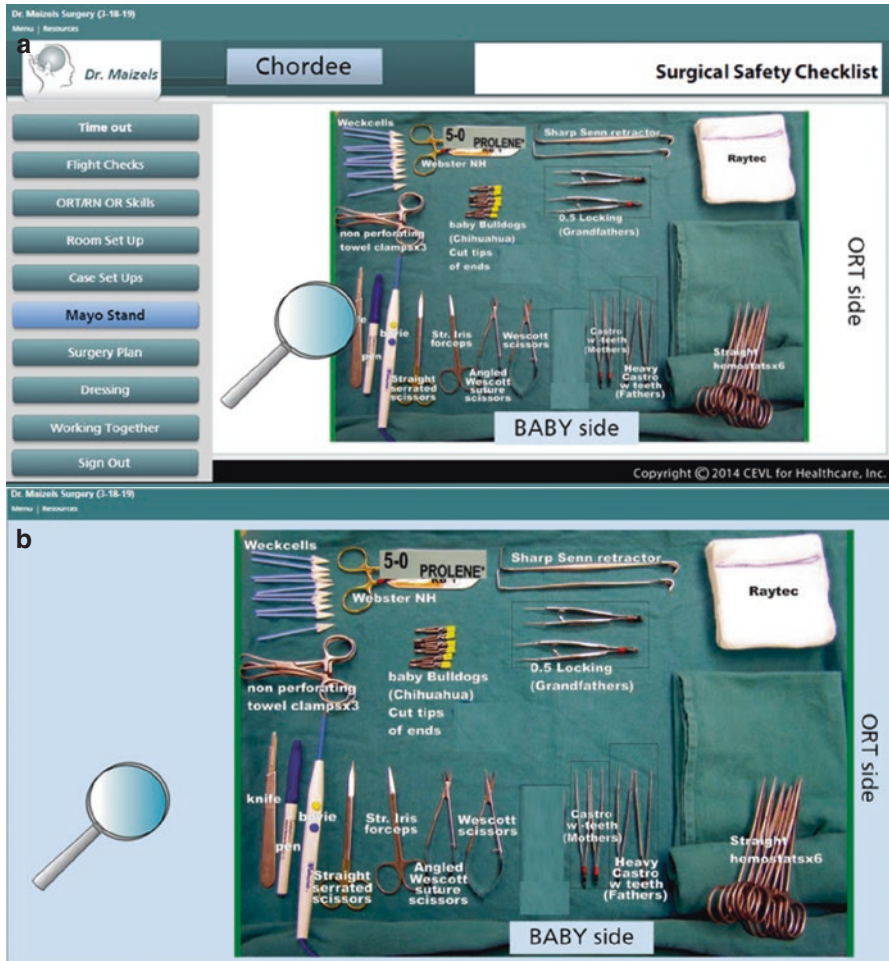 Dr. Maizels Surgery (3-18-19)
Menu | Resources
a
Dr. Maizels
Chordee
Surgical Safety Checklist
Time out
Flight Checks
ORT/RN OR Skills
Room Set Up
Case Set Ups
Mayo Stand
Surgery Plan
Dressing
Working Together
Sign Out
Weckcells
5-0
PROLENE*
Webster NH
Sharp Senn retractor
Raytec
non perforating
towel clampsx3
baby Bulldogs
(Chihuahua)
Cut tips
of ends
0.5 Locking
(Grandfathers)
ORT side
pen
Straight
serrated
scissors
Str. Iris
forceps
Angled
Wescott
suture
scissors
Wescott
scissors
Castro
w -teeth
(Mothers)
Heavy
Castro
w teeth
(Fathers)
Straight
hemostatsx6
BABY side
Copyright © 2014 CEVL for Healthcare, Inc.
Dr. Maizels Surgery (3-18-19)
Menu | Resources
b
Weckcells
5-0
PROLENE*
Webster NH
Sharp Senn retractor
Raytec
non perforating
towel clampsx3
baby Bulldogs
(Chihuahua)
Cut tips
of ends
0.5 Locking
(Grandfathers)
ORT side
knife
pen
bovie
Straight
serrated
scissors
Str. Iris
forceps
Angled
Wescott
suture
scissors
Wescott
scissors
Castro
w -teeth
(Mothers)
Heavy
Castro
w teeth
(Fathers)
Straight
hemostatsx6
BABY side